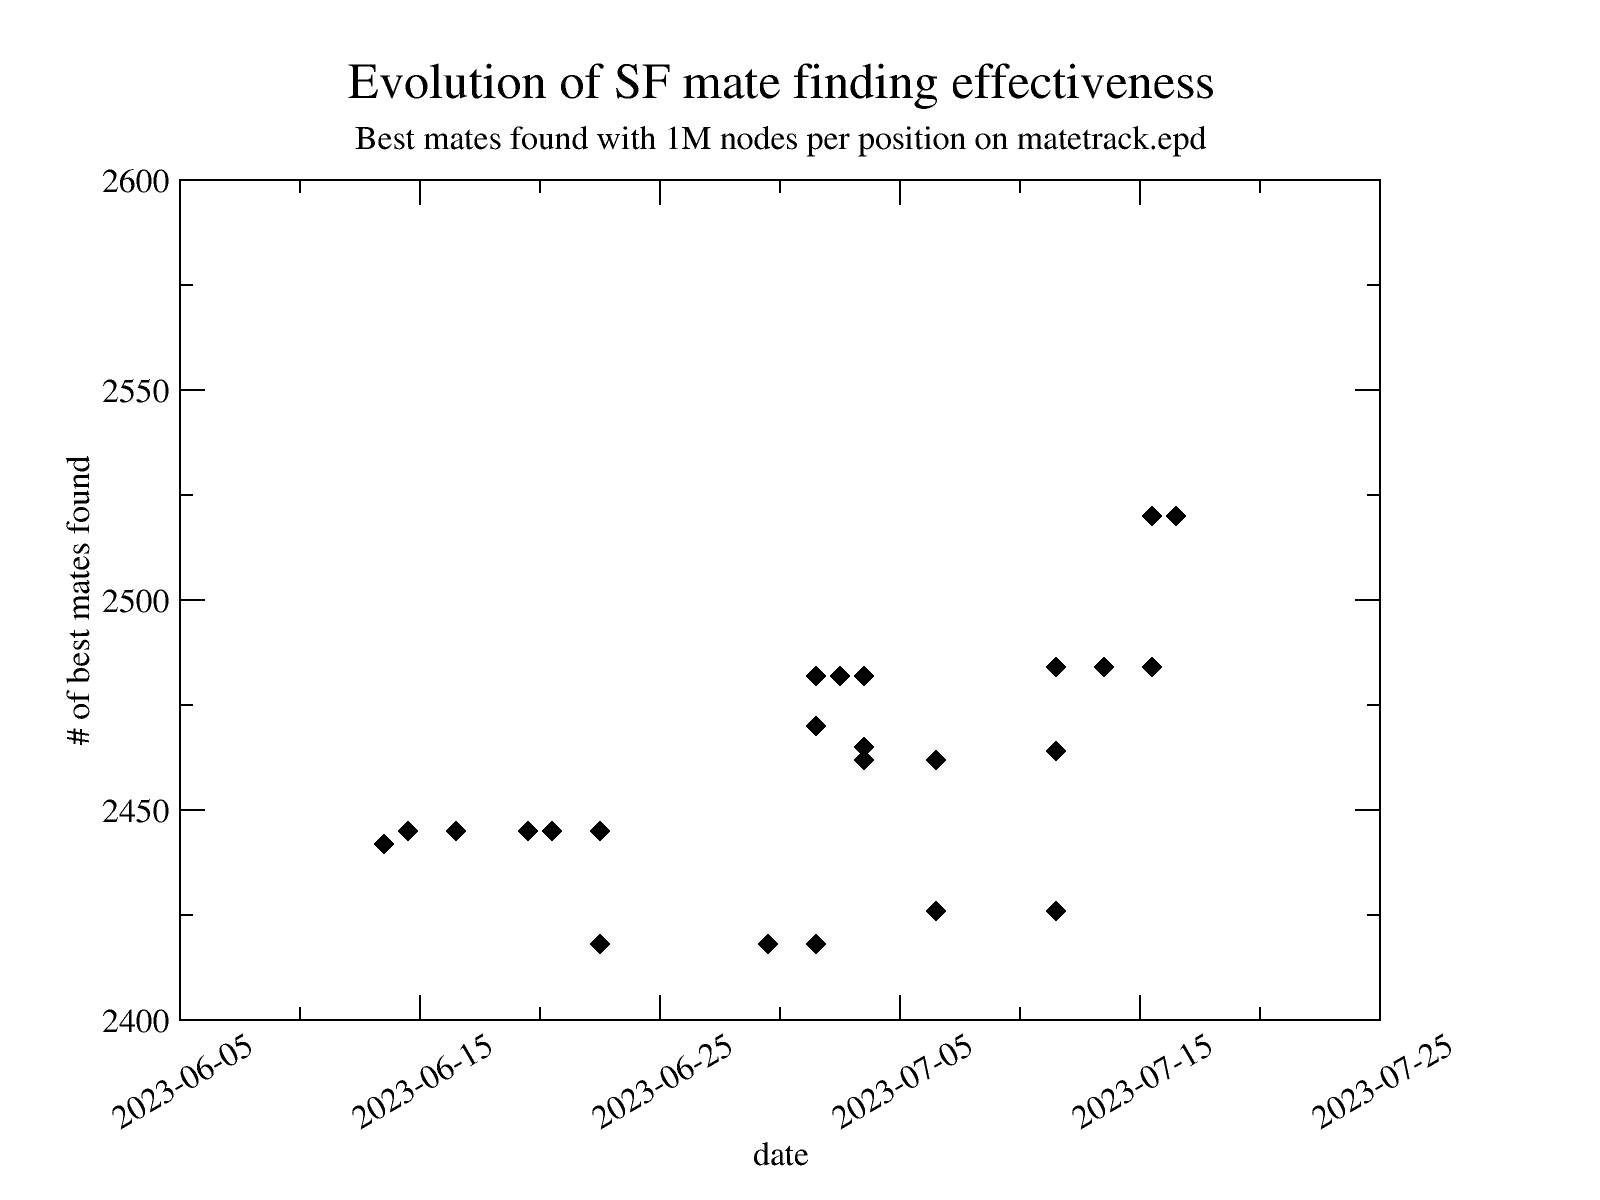 Evolution of SF mate finding effectiveness
Best mates found with 1M nodes per position on matetrack.epd
2600
2550
2500
2450
2400
# of best mates found
2023-06-05
2023-06-15
2023-06-25
2023-07-05
2023-07-15
2023-07-25
date